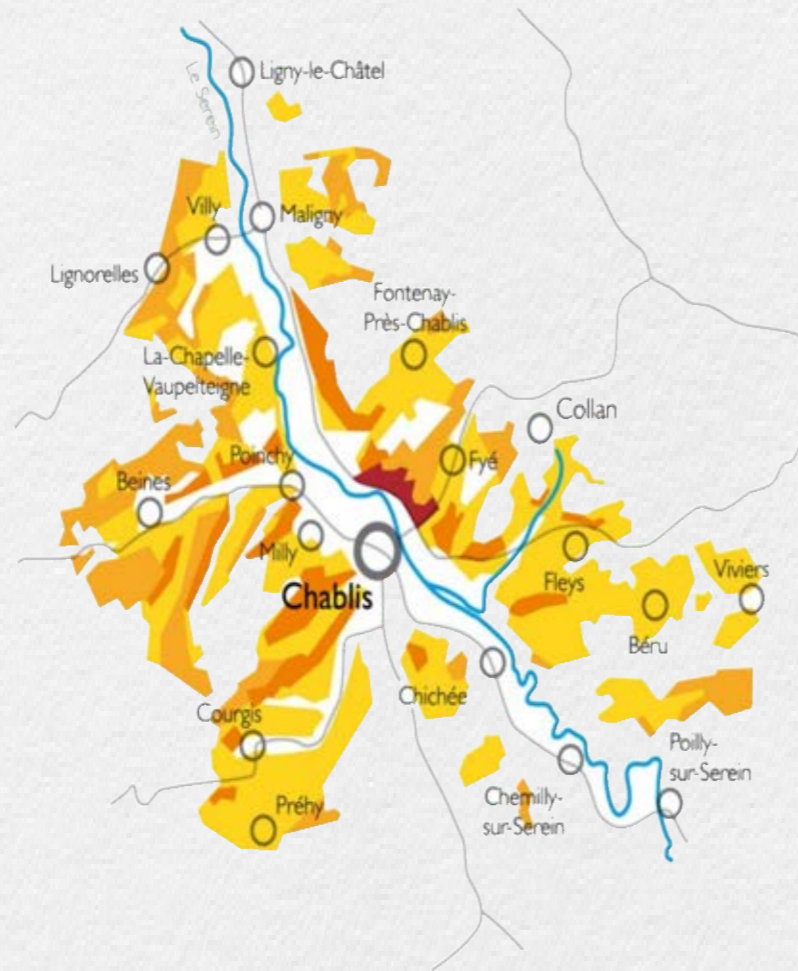 Ligny-le-Châtel
Le Serein
Villy
Maligny
Lignorelles
Fontenay-
Près-Chablis
La-Chapelle-
Vaupelteigne
Collan
Poinchy
Fyé
Beines
Milly
Chablis
Fleys
Viviers
Béru
Chichée
Courgis
Poilly-
sur-Serein
Chemilly-
sur-Serein
Préhy